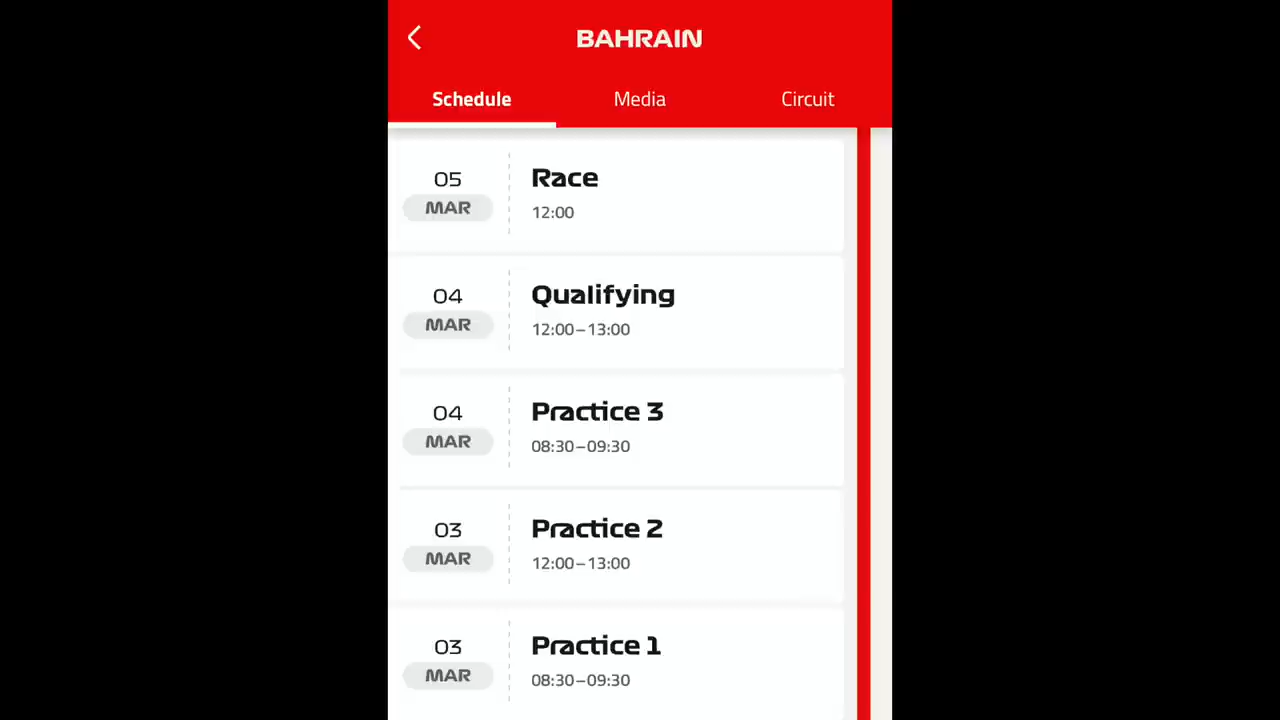 BAHRAIN
Schedule
Media
Circuit
05
MAR
Race
12:00
04
MAR
Qualifying
12:00–13:00
04
MAR
Practice 3
08:30–09:30
03
MAR
Practice 2
12:00–13:00
03
MAR
Practice 1
08:30–09:30